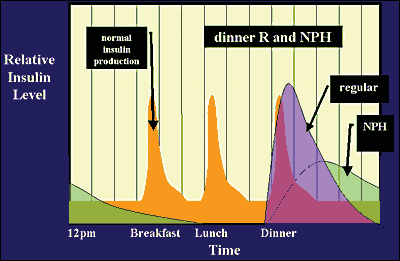 dinner R and NPH
normal
insulin
production
Relative
Insulin
Level
regular
NPH
12pm Breakfast Lunch Dinner
Time